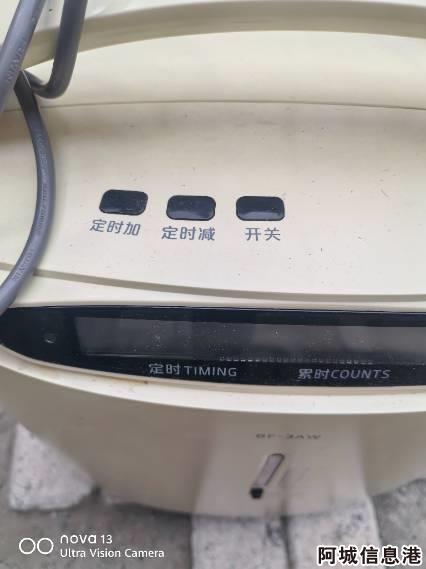 定时加 定时减 开关
定时TIMING 累时COUNTS
nova 13
Ultra Vision Camera
阿城信息港